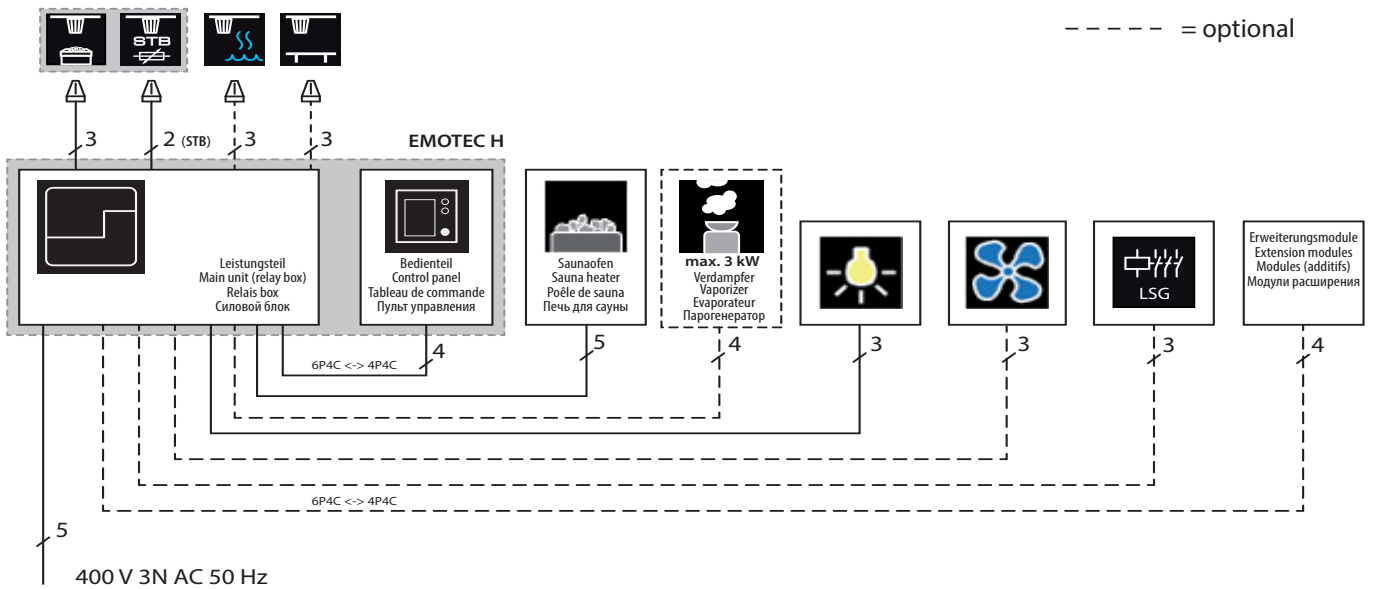 = optional
STB
3
2 (STB)
3
3
EMOTEC H
Leistungsteil
Main unit (relay box)
Relais box
Силовой блок
Bedienteil
Control panel
Tableau de commande
Пульт управления
Saunaofen
Sauna heater
Poêle de sauna
Печь для сауны
max. 3 kW
Verdampfer
Vaporizer
Evaporateur
Парогенератор
LSG
Erweiterungsmodule
Extension modules
Modules (additifs)
Модули расширения
4
5
4
3
3
3
4
6P4C <-> 4P4C
6P4C <-> 4P4C
5
400 V 3N AC 50 Hz